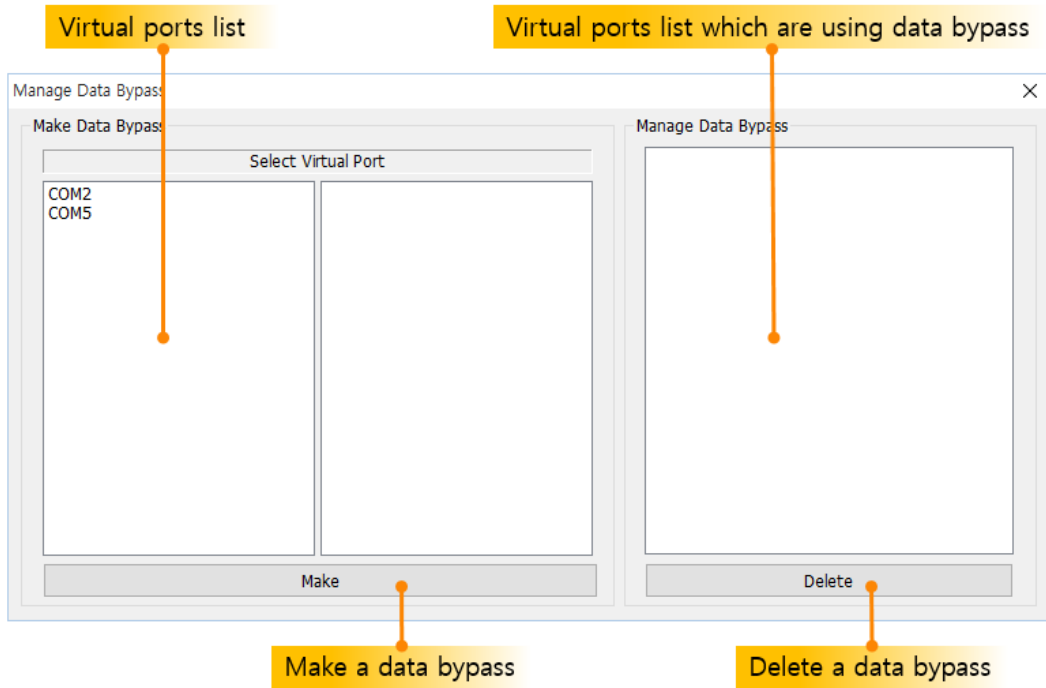 Virtual ports list
Virtual ports list which are using data bypass
Manage Data Bypass
Make Data Bypass
Manage Data Bypass
Select Virtual Port
COM2
COM5
Make
Delete
Make a data bypass
Delete a data bypass